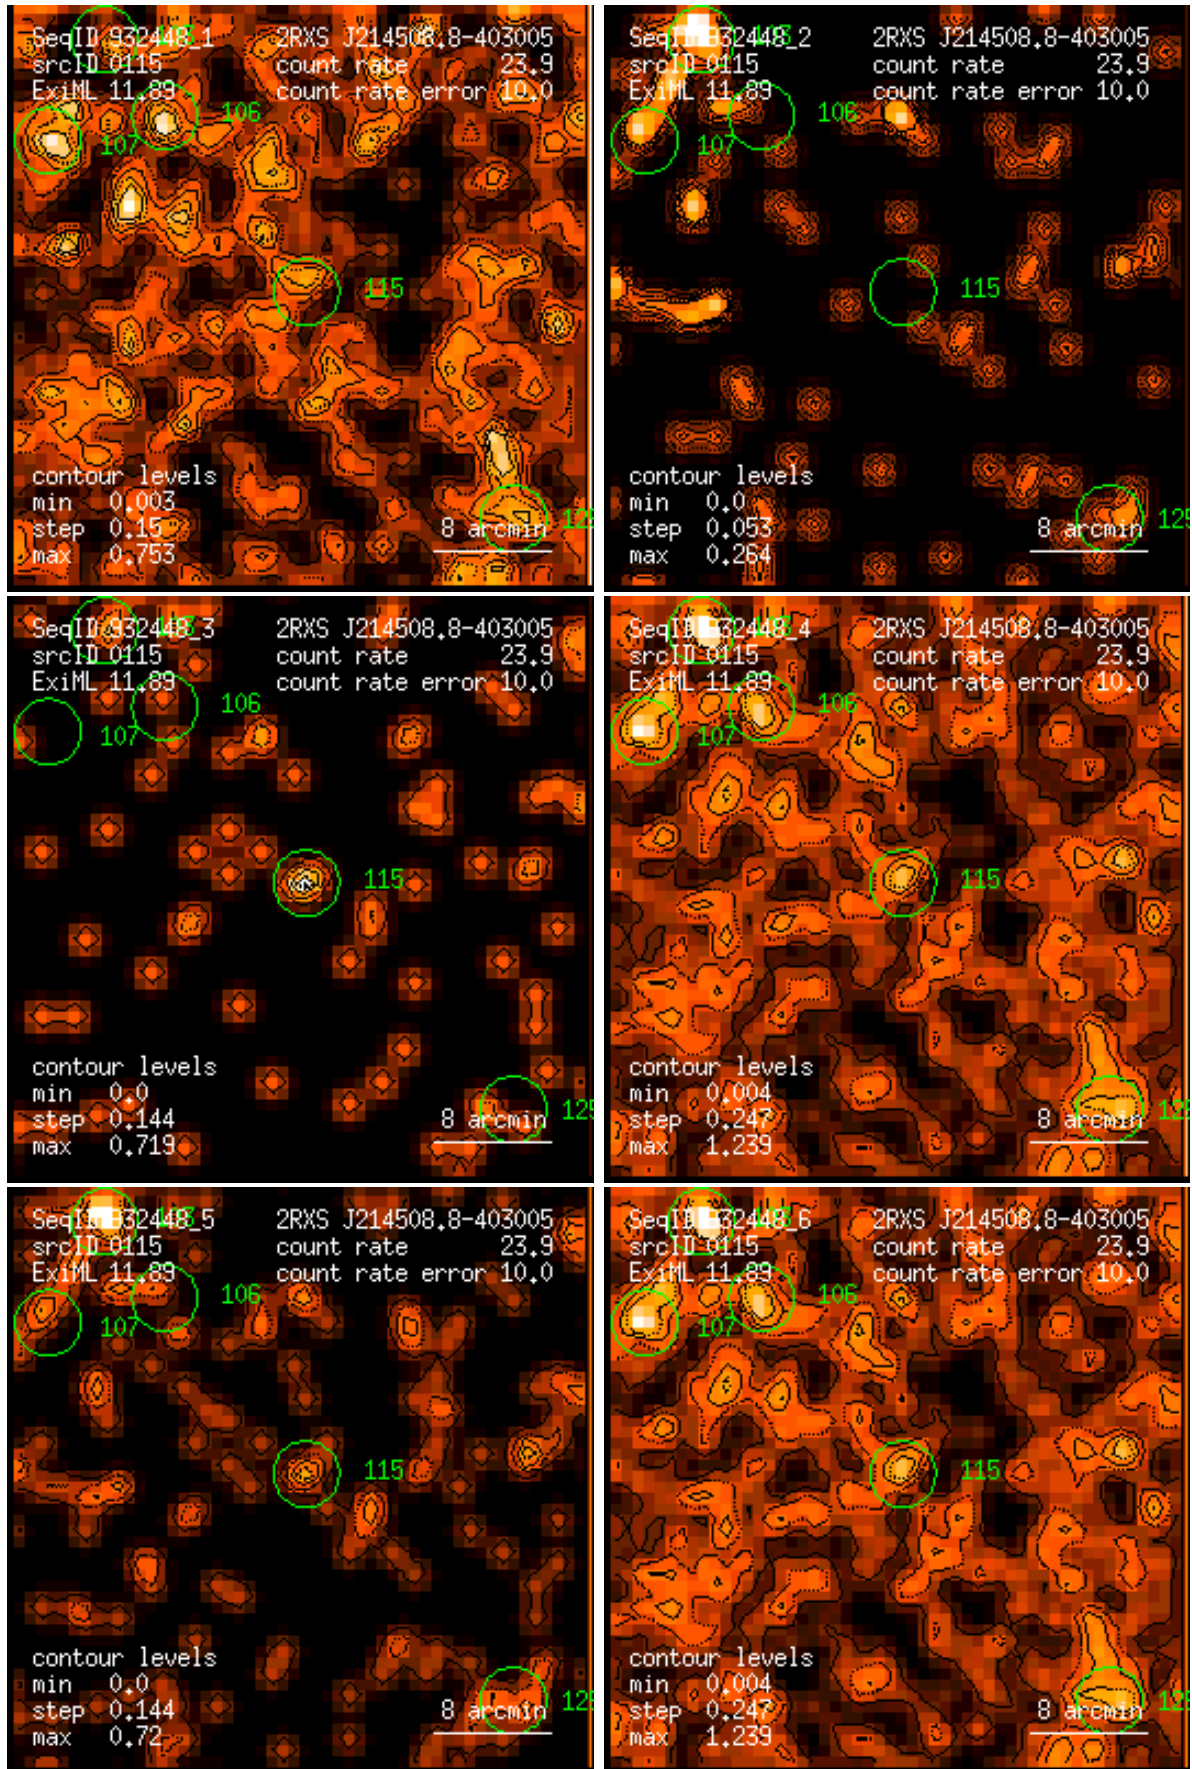 SeqID 932448_1 2RXS J214508.8-403005
srcID 0115 count rate 23.9
ExiML 11.89 count rate error 10.0
106
107
115
contour levels
min 0.003
step 0.15
max 0.753
8 arcmin
125
SeqID 932448_2 2RXS J214508.8-403005
srcID 0115 count rate 23.9
ExiML 11.89 count rate error 10.0
106
107
115
contour levels
min 0.0
step 0.053
max 0.264
8 arcmin
125
SeqID 932448_3 2RXS J214508.8-403005
srcID 0115 count rate 23.9
ExiML 11.89 count rate error 10.0
106
107
115
contour levels
min 0.0
step 0.144
max 0.719
8 arcmin
125
SeqID 932448_4 2RXS J214508.8-403005
srcID 0115 count rate 23.9
ExiML 11.89 count rate error 10.0
106
107
115
contour levels
min 0.004
step 0.247
max 1.239
8 arcmin
125
SeqID 932448_5 2RXS J214508.8-403005
srcID 0115 count rate 23.9
ExiML 11.89 count rate error 10.0
106
107
115
contour levels
min 0.0
step 0.144
max 0.72
8 arcmin
125
SeqID 932448_6 2RXS J214508.8-403005
srcID 0115 count rate 23.9
ExiML 11.89 count rate error 10.0
106
107
115
contour levels
min 0.004
step 0.247
max 1.239
8 arcmin
125